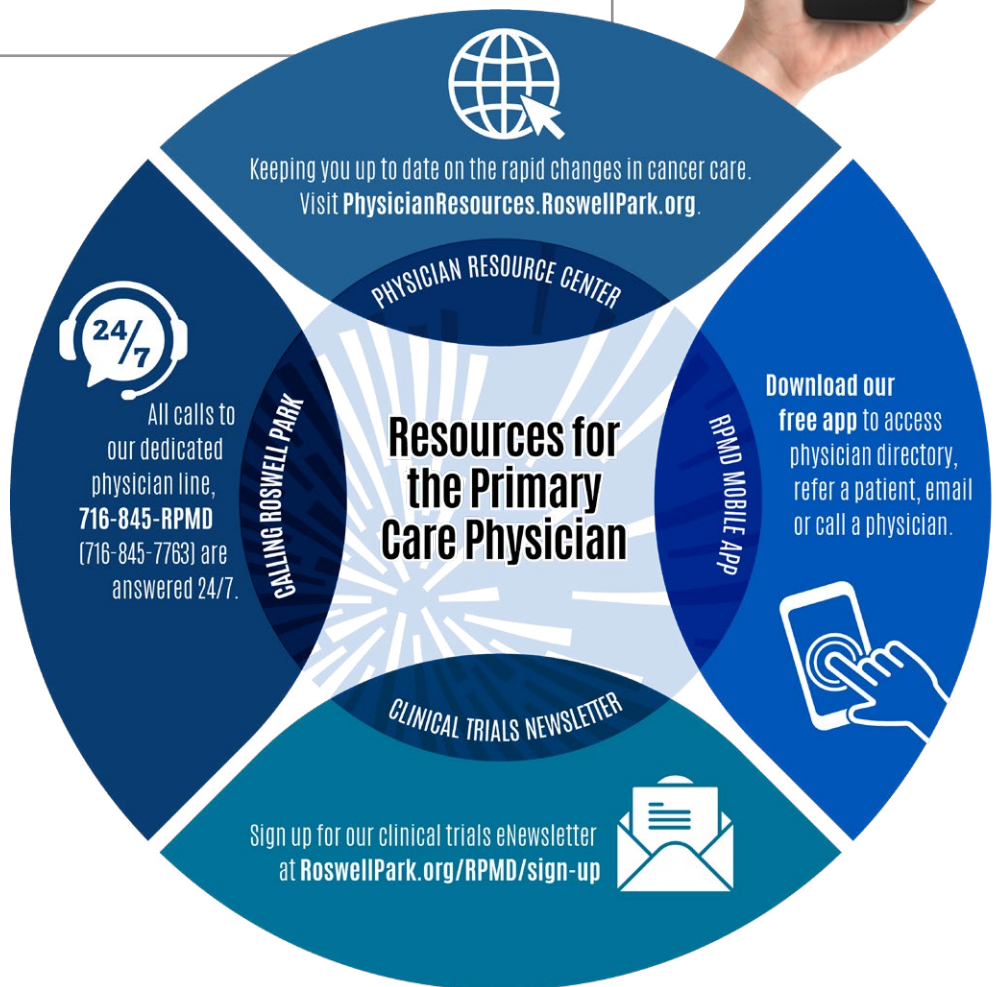 Keeping you up to date on the rapid changes in cancer care.
Visit PhysicianResources.RoswellPark.org.
PHYSICIAN RESOURCE CENTER
24/7
All calls to
our dedicated
physician line,
716-845-RPMD
(716-845-7763) are
answered 24/7.
CALLING ROSWELL PARK
Resources for
the Primary
Care Physician
RPMD MOBILE APP
Download our
free app to access
physician directory,
refer a patient, email
or call a physician.
CLINICAL TRIALS NEWSLETTER
Sign up for our clinical trials eNewsletter
at RoswellPark.org/RPMD/sign-up